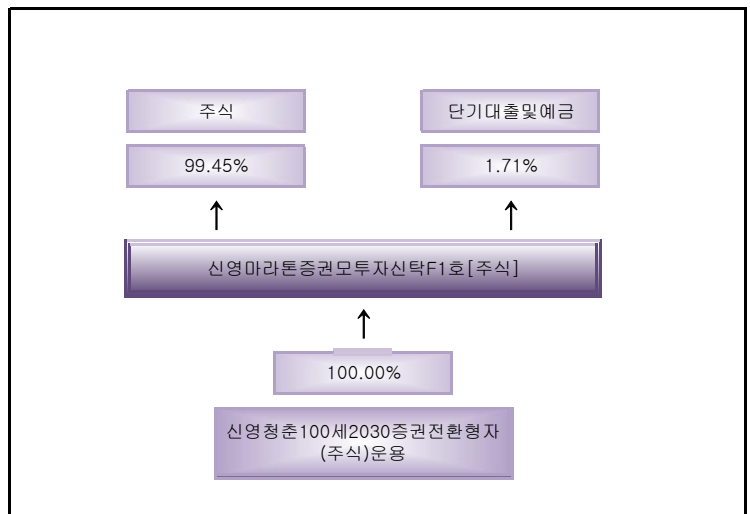 주식
단기대출및예금
99.45%
1.71%
신영마라톤증권모투자신탁F1호[주식]
100.00%
신영청춘100세2030증권전환형자
(주식)운용